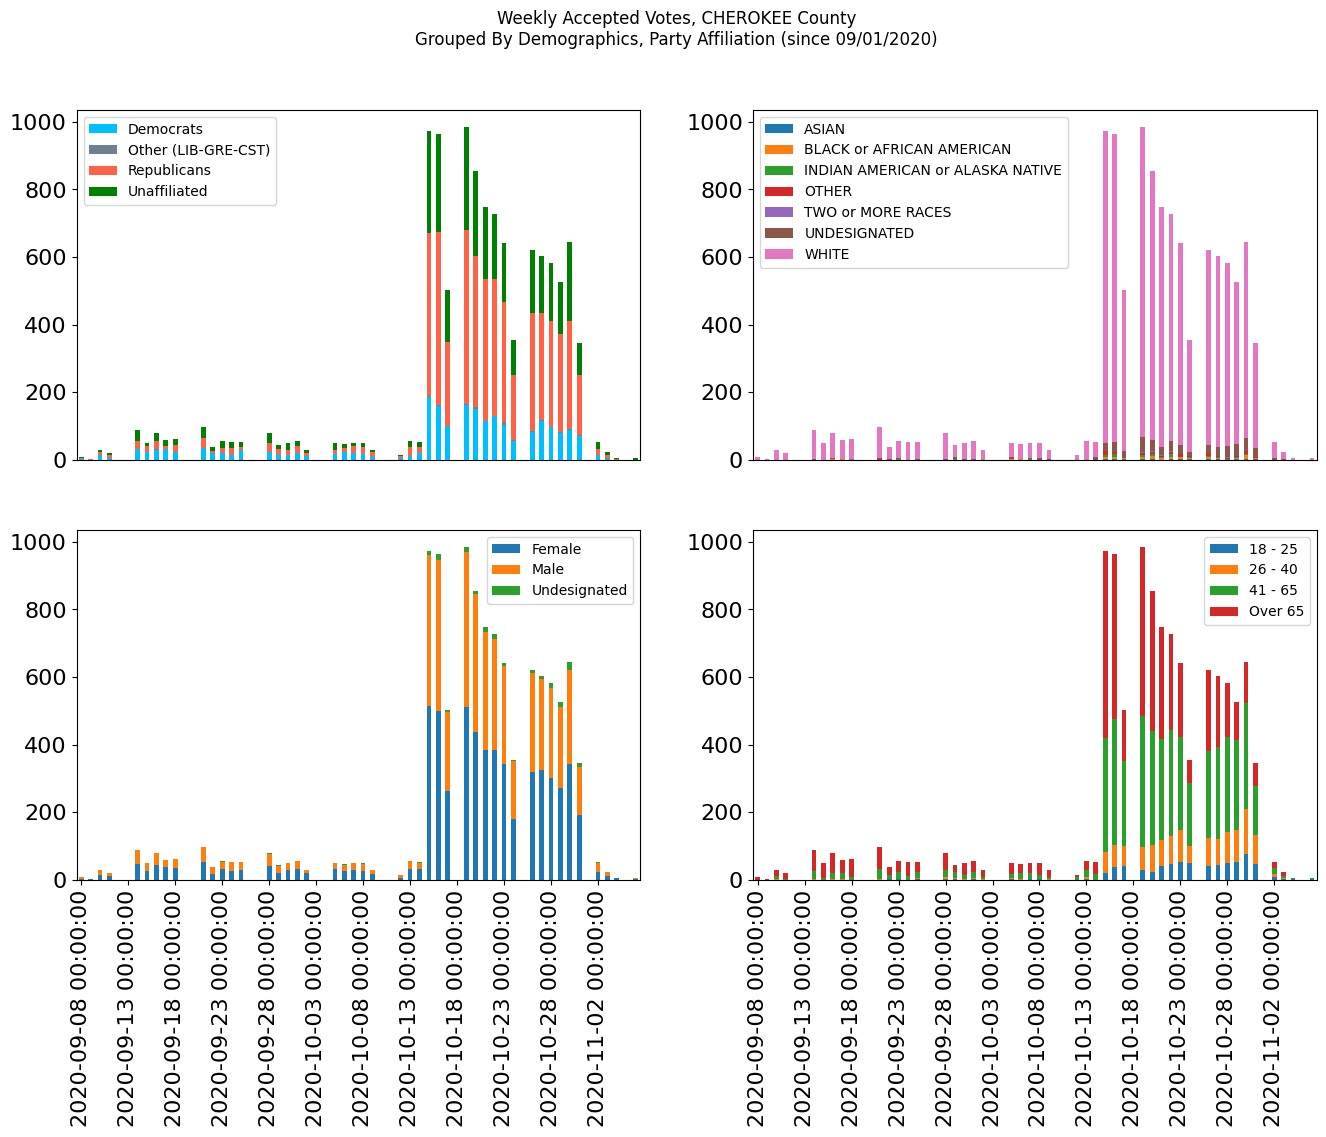 Weekly Accepted Votes, CHEROKEE County
Grouped By Demographics, Party Affiliation (since 09/01/2020)
1000
800
600
400
200
0
Democrats
Other (LIB-GRE-CST)
Republicans
Unaffiliated
1000
800
600
400
200
0
ASIAN
BLACK or AFRICAN AMERICAN
INDIAN AMERICAN or ALASKA NATIVE
OTHER
TWO or MORE RACES
UNDESIGNATED
WHITE
1000
800
600
400
200
0
Female
Male
Undesignated
2020-09-08 00:00:00
2020-09-13 00:00:00
2020-09-18 00:00:00
2020-09-23 00:00:00
2020-09-28 00:00:00
2020-10-03 00:00:00
2020-10-08 00:00:00
2020-10-13 00:00:00
2020-10-18 00:00:00
2020-10-23 00:00:00
2020-10-28 00:00:00
2020-11-02 00:00:00
1000
800
600
400
200
0
18 - 25
26 - 40
41 - 65
Over 65
2020-09-08 00:00:00
2020-09-13 00:00:00
2020-09-18 00:00:00
2020-09-23 00:00:00
2020-09-28 00:00:00
2020-10-03 00:00:00
2020-10-08 00:00:00
2020-10-13 00:00:00
2020-10-18 00:00:00
2020-10-23 00:00:00
2020-10-28 00:00:00
2020-11-02 00:00:00